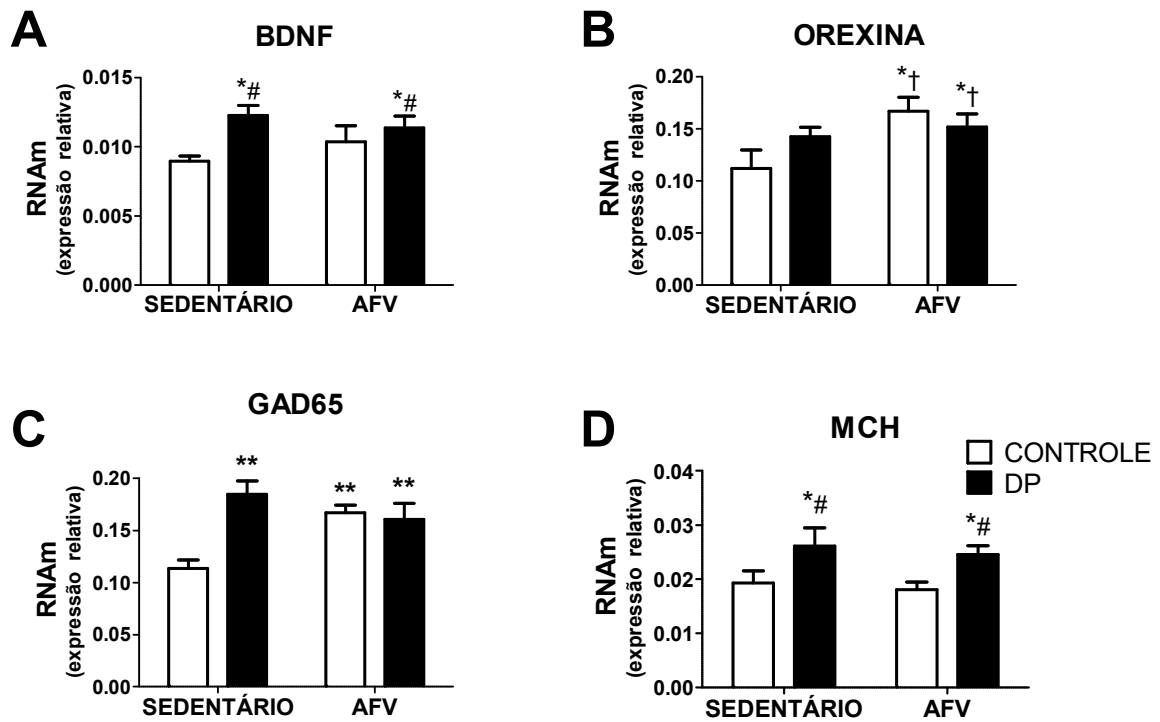 A
BDNF
RNAm
(expressão relativa)
0.015
0.010
0.005
0.000
*#
*#
SEDENTÁRIO
AFV
B
OREXINA
RNAm
(expressão relativa)
0.20
0.15
0.10
0.05
0.00
*†
*†
SEDENTÁRIO
AFV
C
GAD65
RNAm
(expressão relativa)
0.20
0.15
0.10
0.05
0.00
**
**
**
SEDENTÁRIO
AFV
D
MCH
CONTROLE
DP
RNAm
(expressão relativa)
0.04
0.03
0.02
0.01
0.00
*#
*#
SEDENTÁRIO
AFV